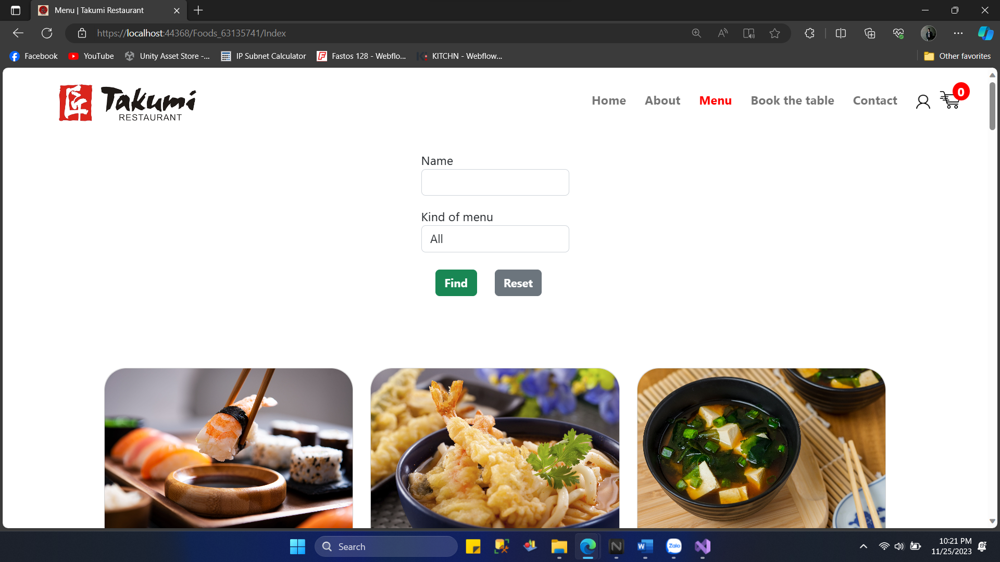 Menu | Takumi Restaurant
https://localhost:44368/Foods_63135741/Index
Facebook
YouTube
Unity Asset Store -...
IP Subnet Calculator
Fastos 128 - Webflo...
KITCHN - Webflow...
Other favorites
匠 Takumi
RESTAURANT
Home
About
Menu
Book the table
Contact
0
Name
Kind of menu
All
Find
Reset
Search
Zalo
10:21 PM
11/25/2023